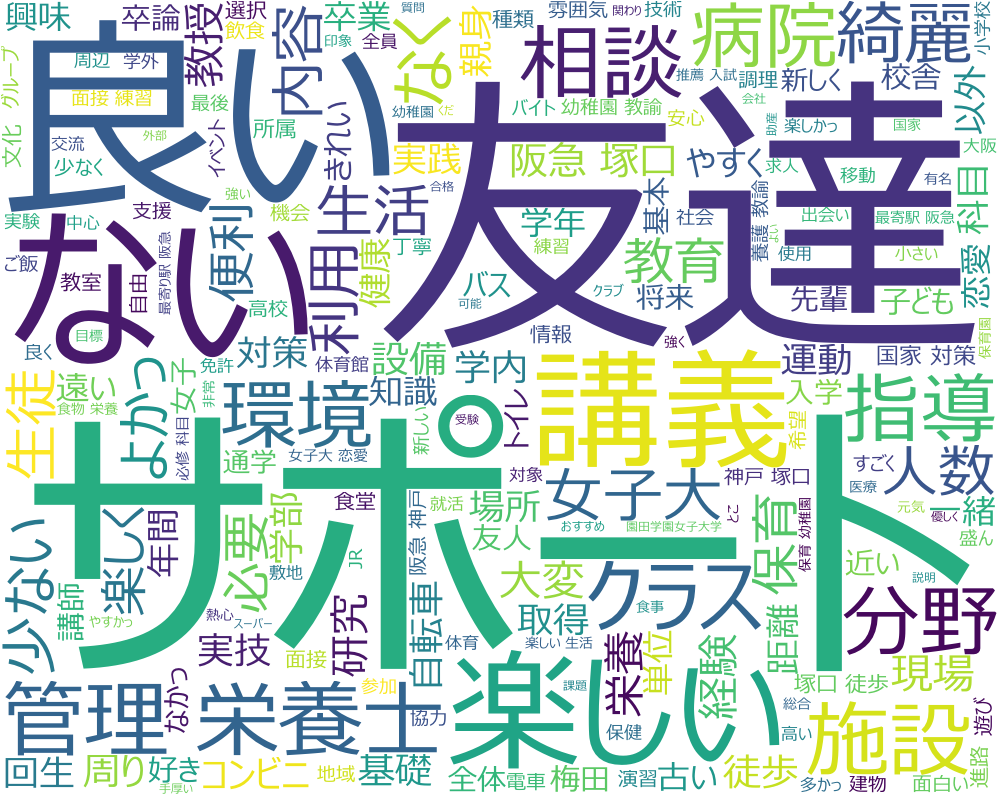 興味
卒論
選択
飲食
卒業
質問
印象
全員
なく
親身
種類
雰囲気
関わり
技術
病院
綺麗
小学校
グループ
文化
周辺
学外
教授
内容
相談
推薦 入試
調理
新しく
校舎
以外
良い
面接 練習
最後
幼稚園
くだ
バイト
幼稚園 教諭
安心
会社
助産
楽しかっ
国家
大阪
交流
外部
イベント
所属
きれい
実践
阪急 塚口
やすく
求人
移動
有名
少なく
強い
合格
友達
科目
実験
中心
支援
機会
生活
丁寧
学年
練習
基本
社会
養護 教諭
よい
出会い
使用
最寄駅 阪急
小さい
ご飯
教室
自由
最寄り駅 阪急
便利
利用
健康
バス
可能
クラブ
教育
将来
先輩
子ども
恋愛
ない
目標
高校
情報
強く
保育園
良く
免許
対策
体育館
設備
学内
講義
運動
国家 対策
遠い
女子
非常
環境
知識
新しい
受験
トイレ
入学
希望
指導
生徒
食物 栄養
よかっ
必修 科目
通学
女子大 恋愛
サポート
対象
神戸 塚口
すごく
人数
食堂
神戸
就活
場所
女子大
医療
元気
優しく
一緒
盛ん
少ない
楽しく
年間
必要
学部
敷地
JR
阪急 神戸
友人
おすすめ
園田学園女子大学
こと
保育
保育 幼稚園
近い
説明
講師
やすかっ
熱心
スーパー
大変
クラス
距離
分野
実技
面接
研究
自転車
体育
楽しい 生活
取得
食事
単位
経験
塚口 徒歩
現場
管理 栄養士
なかっ
参加
協力
楽しい
課題
栄養
保健
総合
高い
施設
遊び
回生
周り
好き
手厚い
コンビニ
地域
基礎
全体
電車
梅田
演習
古い
徒歩
多かっ
建物
面白い
進路